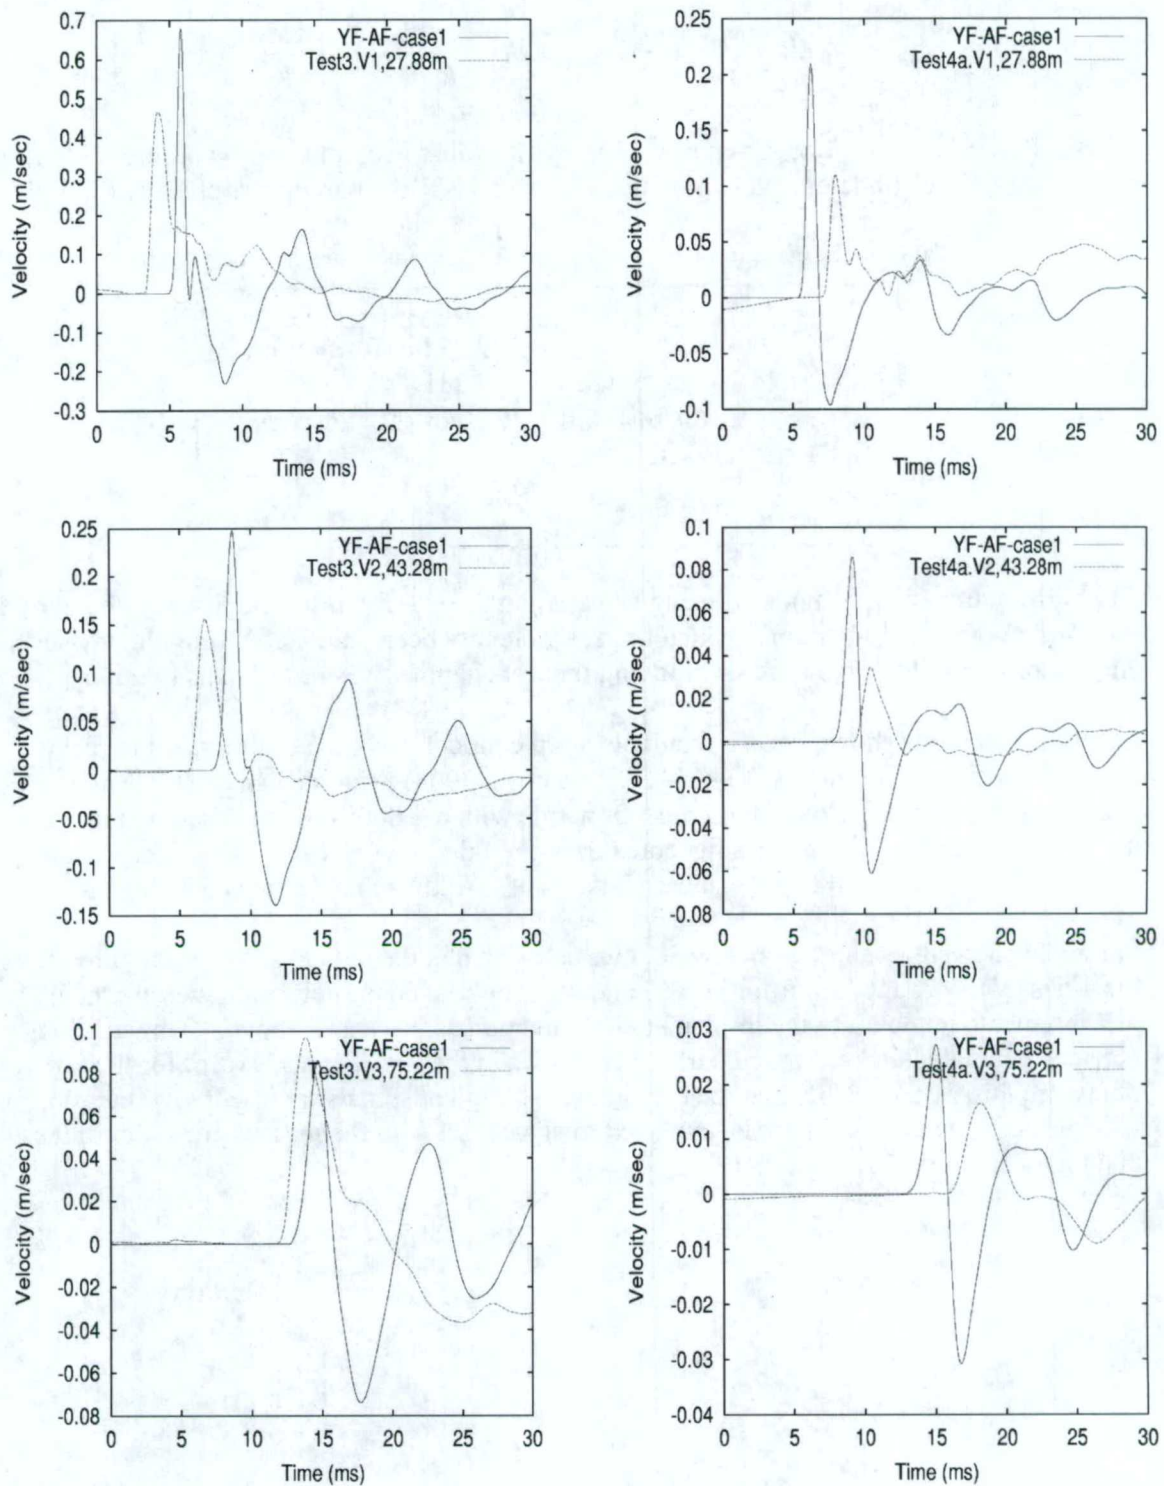 0.7
0.6
0.5
0.4
0.3
0.2
0.1
0
-0.1
-0.2
-0.3
Velocity (m/sec)
YF-AF-case1
Test3.V1,27.88m
0 5 10 15 20 25 30
Time (ms)
0.25
0.2
0.15
0.1
0.05
0
-0.05
-0.1
Velocity (m/sec)
YF-AF-case1
Test4a.V1,27.88m
0 5 10 15 20 25 30
Time (ms)
0.25
0.2
0.15
0.1
0.05
0
-0.05
-0.1
-0.15
Velocity (m/sec)
YF-AF-case1
Test3.V2,43.28m
0 5 10 15 20 25 30
Time (ms)
0.1
0.08
0.06
0.04
0.02
0
-0.02
-0.04
-0.06
-0.08
Velocity (m/sec)
YF-AF-case1
Test4a.V2,43.28m
0 5 10 15 20 25 30
Time (ms)
0.1
0.08
0.06
0.04
0.02
0
-0.02
-0.04
-0.06
-0.08
Velocity (m/sec)
YF-AF-case1
Test3.V3,75.22m
0 5 10 15 20 25 30
Time (ms)
0.03
0.02
0.01
0
-0.01
-0.02
-0.03
-0.04
Velocity (m/sec)
YF-AF-case1
Test4a.V3,75.22m
0 5 10 15 20 25 30
Time (ms)